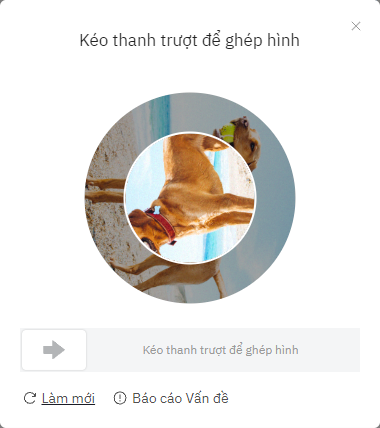 Kéo thanh trượt để ghép hình
Kéo thanh trượt để ghép hình
Làm mới Báo cáo Vấn đề